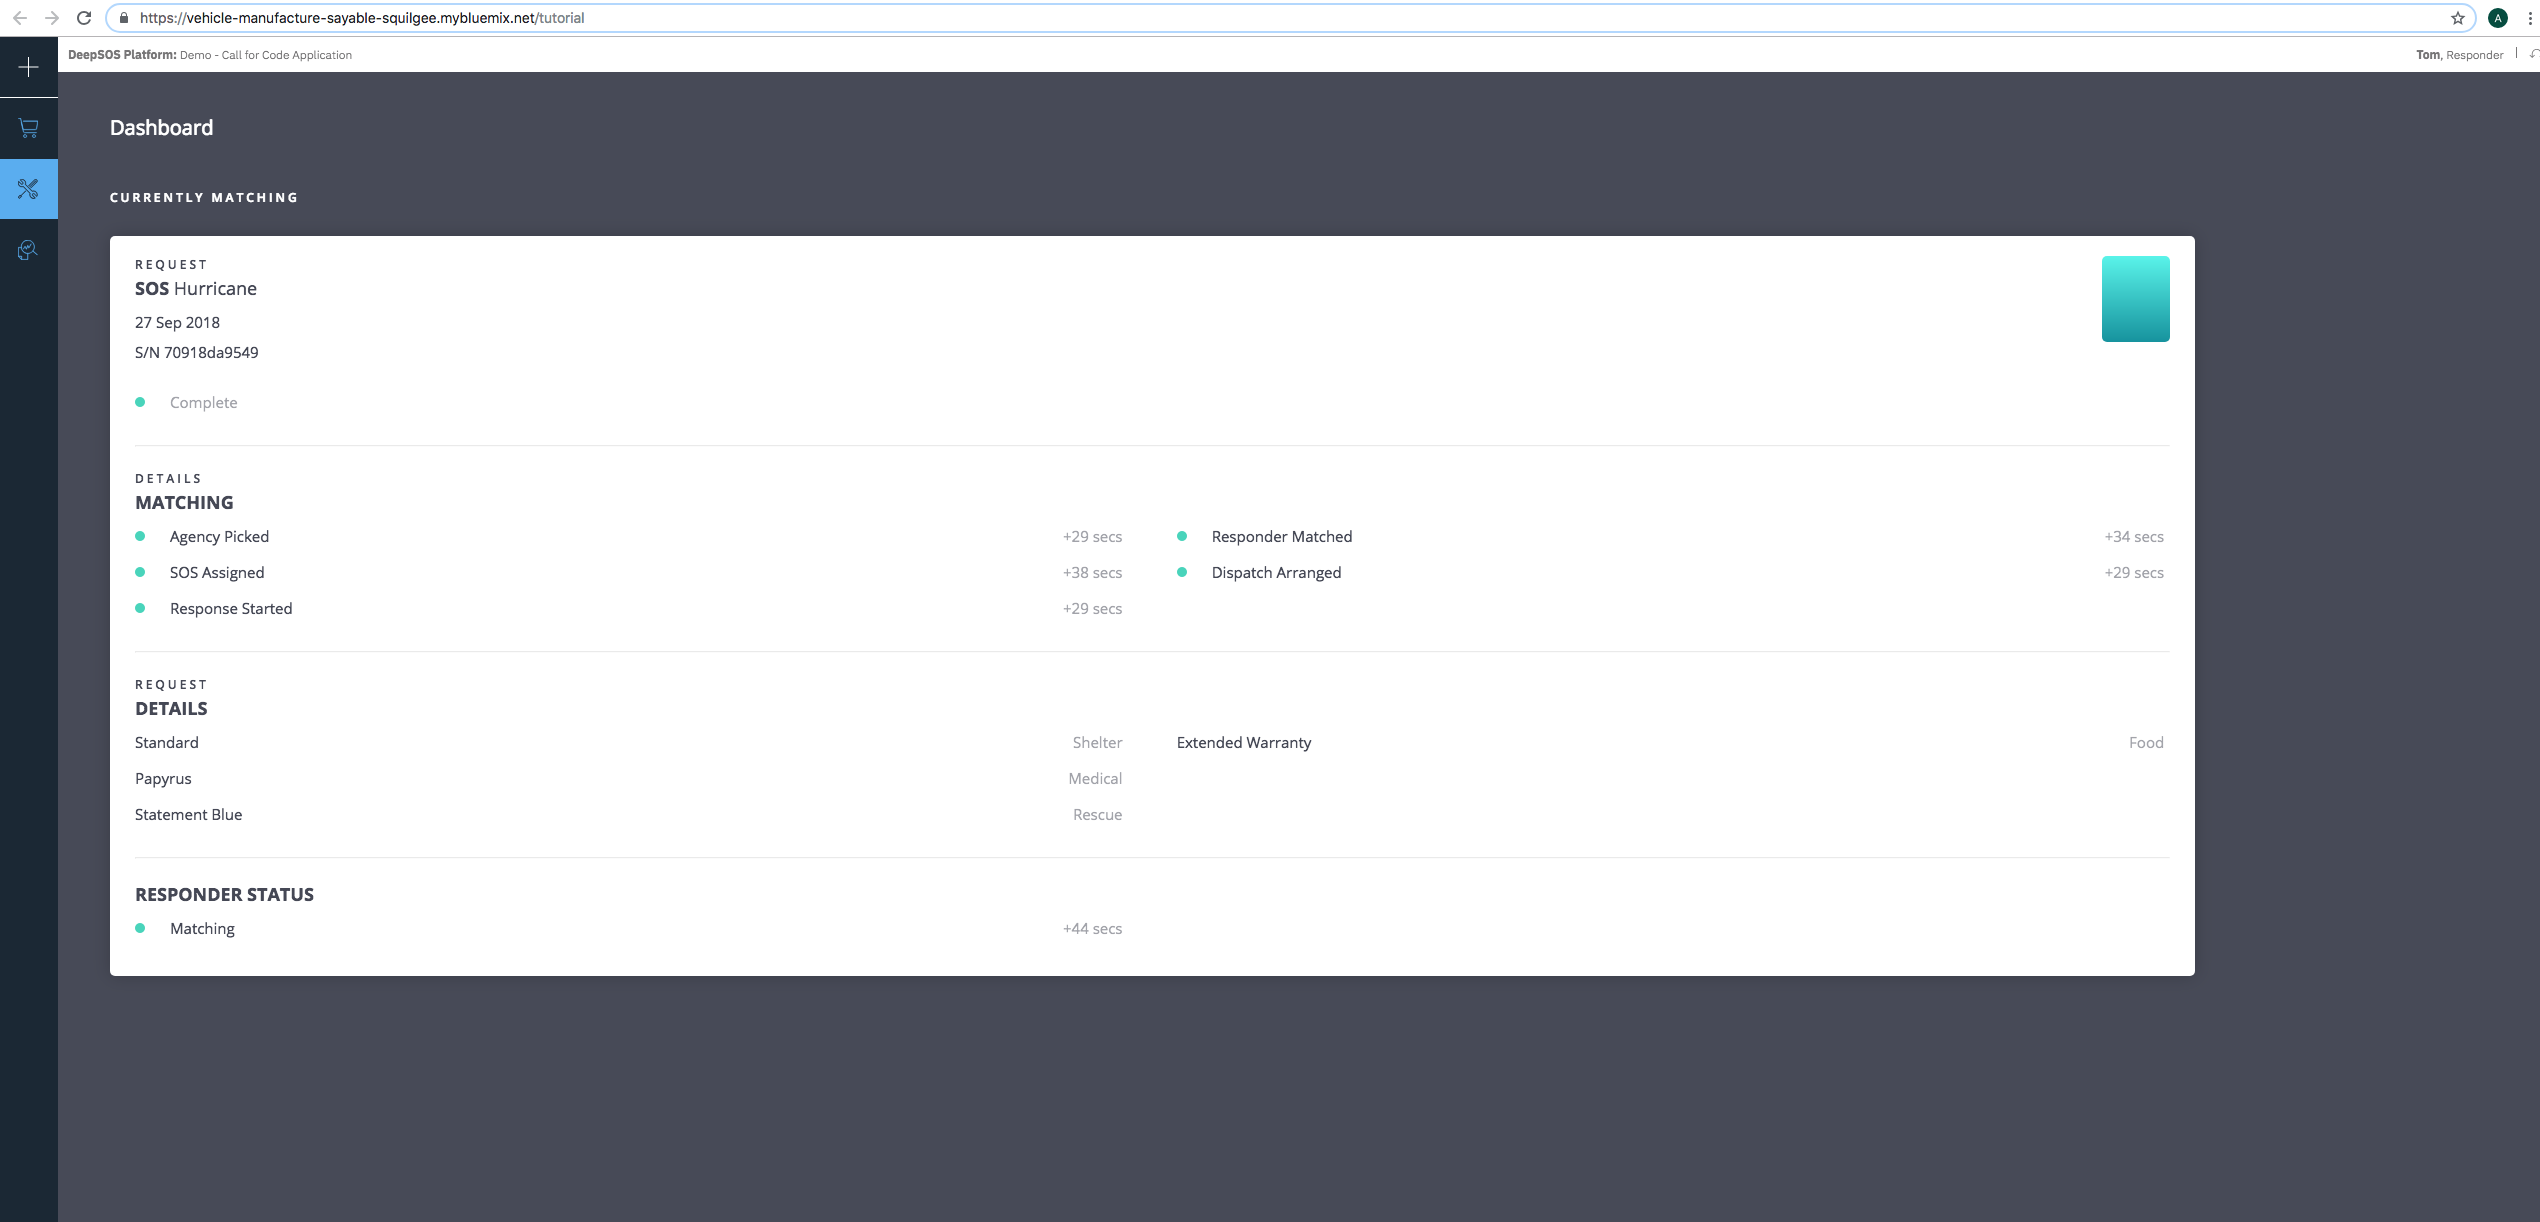 https://vehicle-manufacture-sayable-squilgee.mybluemix.net/tutorial
A
DeepSOS Platform: Demo - Call for Code Application
Tom, Responder
Dashboard
CURRENTLY MATCHING
REQUEST
SOS Hurricane
27 Sep 2018
S/N 70918da9549
Complete
DETAILS
MATCHING
Agency Picked +29 secs Responder Matched +34 secs
SOS Assigned +38 secs Dispatch Arranged +29 secs
Response Started +29 secs
REQUEST
DETAILS
Standard Shelter Extended Warranty Food
Papyrus Medical
Statement Blue Rescue
RESPONDER STATUS
Matching +44 secs